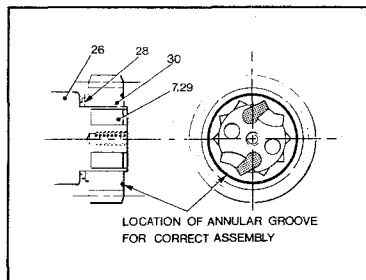 26
28
30
7,29
LOCATION OF ANNULAR GROOVE
FOR CORRECT ASSEMBLY